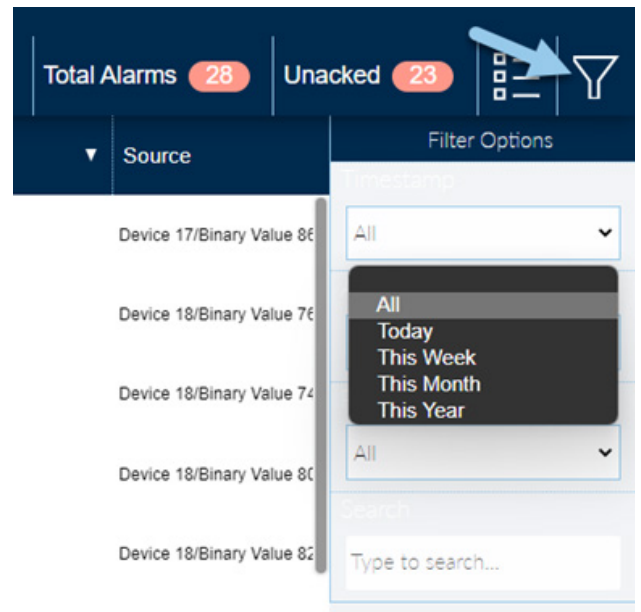 Total Alarms 28 Unacked 23
▼ Source Filter Options
Timestamp
Device 17/Binary Value 86 All
Device 18/Binary Value 76
All
Today
This Week
This Month
This Year
Device 18/Binary Value 74
All
Device 18/Binary Value 80
Search
Device 18/Binary Value 82 Type to search...